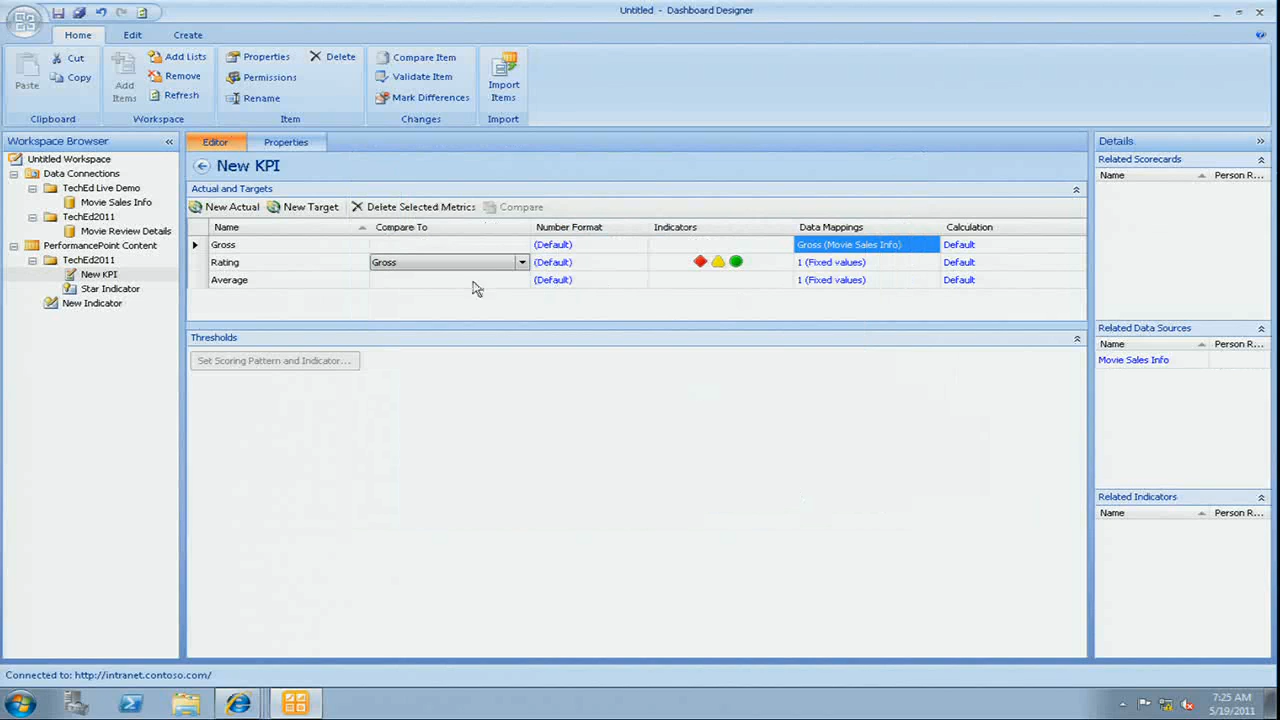 Untitled - Dashboard Designer
Home Edit Create
Paste Cut Copy Add Items Add Lists Remove Refresh Properties Delete Permissions Rename Compare Item Validate Item Mark Differences Import Items
Clipboard Workspace Item Changes Import
Workspace Browser
Untitled Workspace
Data Connections
TechEd Live Demo
Movie Sales Info
TechEd2011
Movie Review Details
PerformancePoint Content
TechEd2011
New KPI
Star Indicator
New Indicator
Editor Properties
New KPI
Actual and Targets
New Actual New Target Delete Selected Metrics Compare
Name Compare To Number Format Indicators Data Mappings Calculation
Gross (Default) Gross (Movie Sales Info) Default
Rating Gross (Default) 1 (Fixed values) Default
Average (Default) 1 (Fixed values) Default
Thresholds
Set Scoring Pattern and Indicator...
Details
Related Scorecards
Name Person R...
Related Data Sources
Name Person R...
Movie Sales Info
Related Indicators
Name Person R...
Connected to: http://intranet.contoso.com/
7:25 AM
5/19/2011